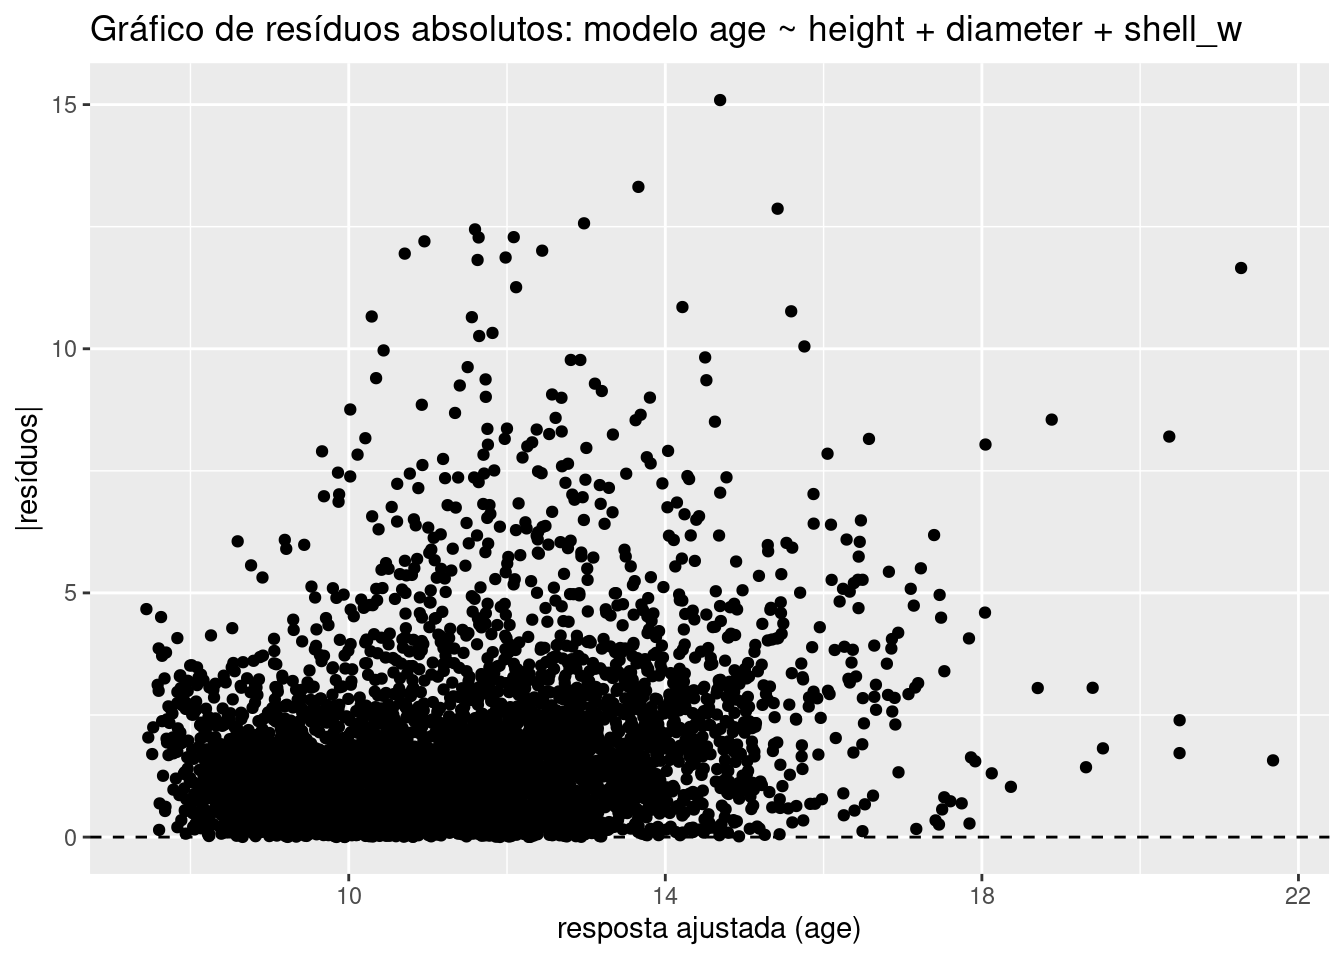 Gráfico de resíduos absolutos: modelo age ~ height + diameter + shell_w
15
10
5
0
|resíduos|
10 14 18 22
resposta ajustada (age)